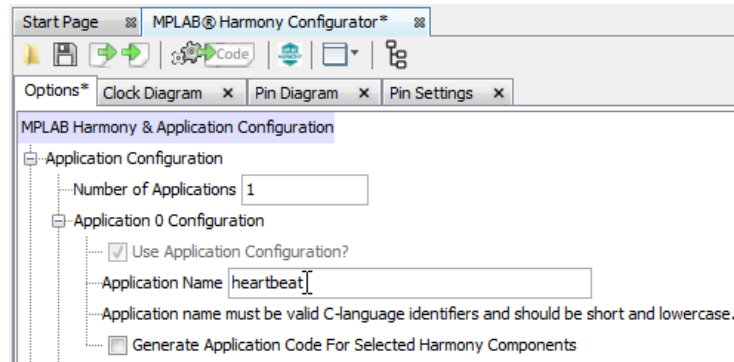 Start Page MPLAB® Harmony Configurator*
Code
Options* Clock Diagram x Pin Diagram x Pin Settings x
MPLAB Harmony & Application Configuration
Application Configuration
Number of Applications 1
Application 0 Configuration
Use Application Configuration?
Application Name heartbeat
Application name must be valid C-language identifiers and should be short and lowercase.
Generate Application Code For Selected Harmony Components